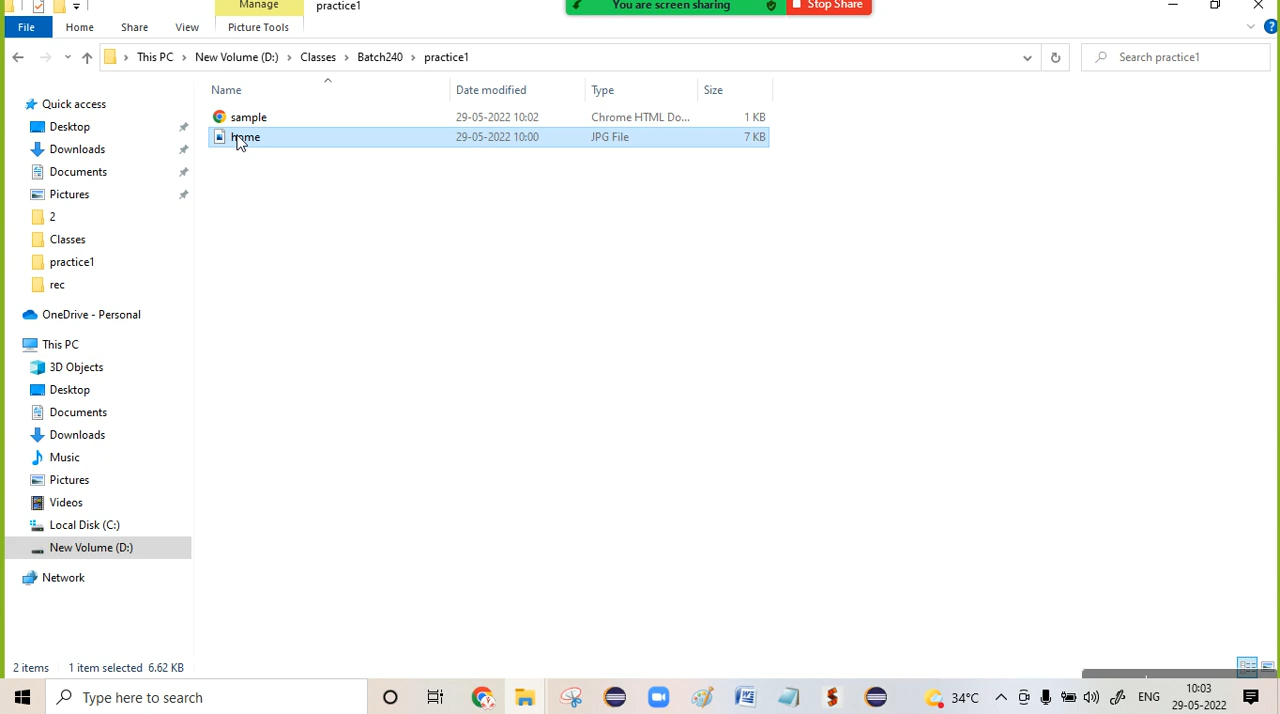 practice1
Manage
You are screen sharing
Stop Share
File
Home
Share
View
Picture Tools
This PC
New Volume (D:)
Classes
Batch240
practice1
Search practice1
Name
Date modified
Type
Size
sample
29-05-2022 10:02
Chrome HTML Do...
1 KB
home
29-05-2022 10:00
JPG File
7 KB
Quick access
Desktop
Downloads
Documents
Pictures
2
Classes
practice1
rec
OneDrive - Personal
This PC
3D Objects
Desktop
Documents
Downloads
Music
Pictures
Videos
Local Disk (C:)
New Volume (D:)
Network
2 items
1 item selected 6.62 KB
Type here to search
34°C
ENG
10:03
29-05-2022